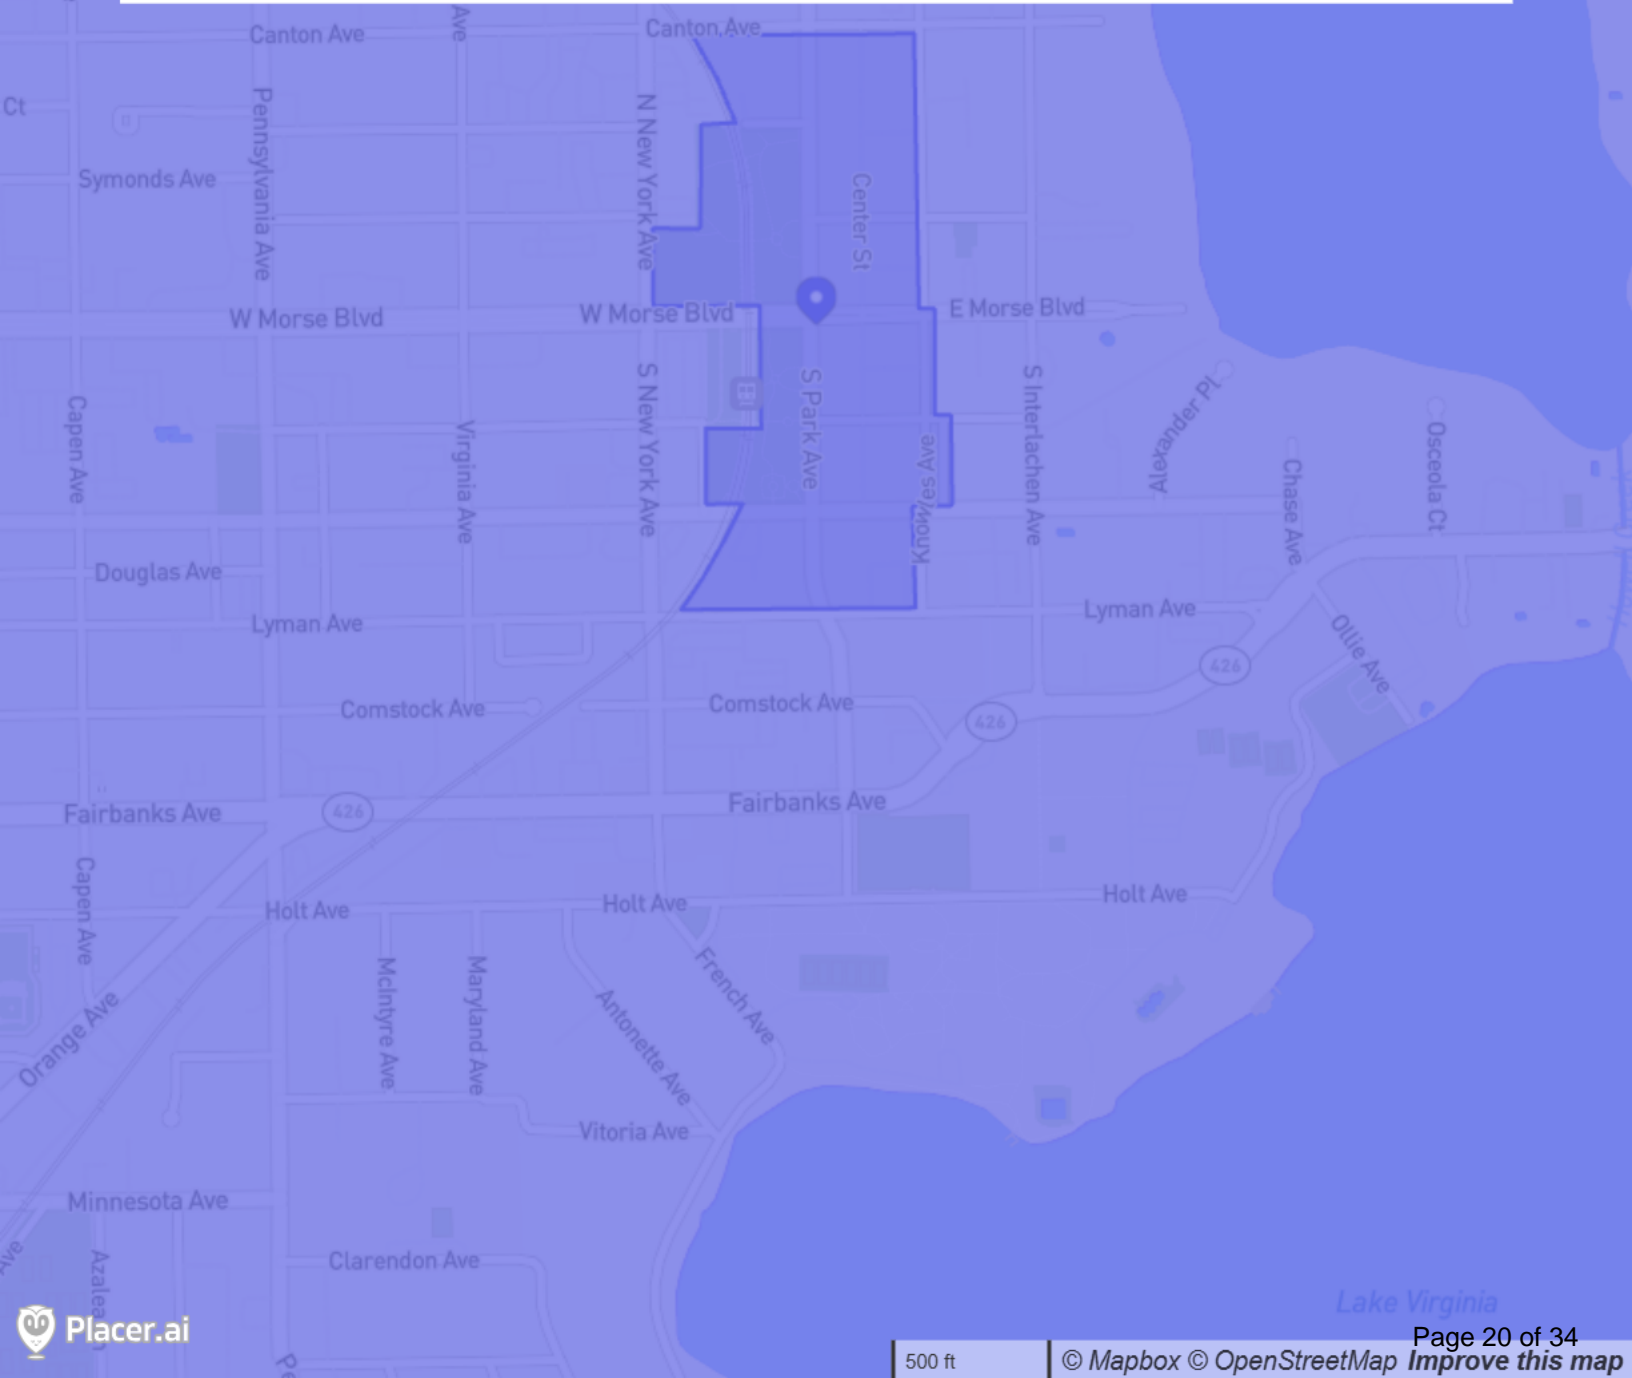 Canton Ave
Ave
Canton Ave
Ct
Pennsylvania Ave
N New York Ave
Symonds Ave
Center St
W Morse Blvd
W Morse Blvd
E Morse Blvd
Capen Ave
Virginia Ave
S New York Ave
S Park Ave
Knowles Ave
S Interlachen Ave
Alexander Pl
Chase Ave
Osceola Ct
Douglas Ave
Lyman Ave
Lyman Ave
Ollie Ave
426
Comstock Ave
Comstock Ave
426
Fairbanks Ave
426
Fairbanks Ave
Capen Ave
Holt Ave
Holt Ave
Holt Ave
Orange Ave
McIntyre Ave
Maryland Ave
Antonette Ave
French Ave
Vitoria Ave
Minnesota Ave
Ave
Azalea
Clarendon Ave
Lake Virginia
Placer.ai
Pe
Page 20 of 34
500 ft
© Mapbox © OpenStreetMap Improve this map